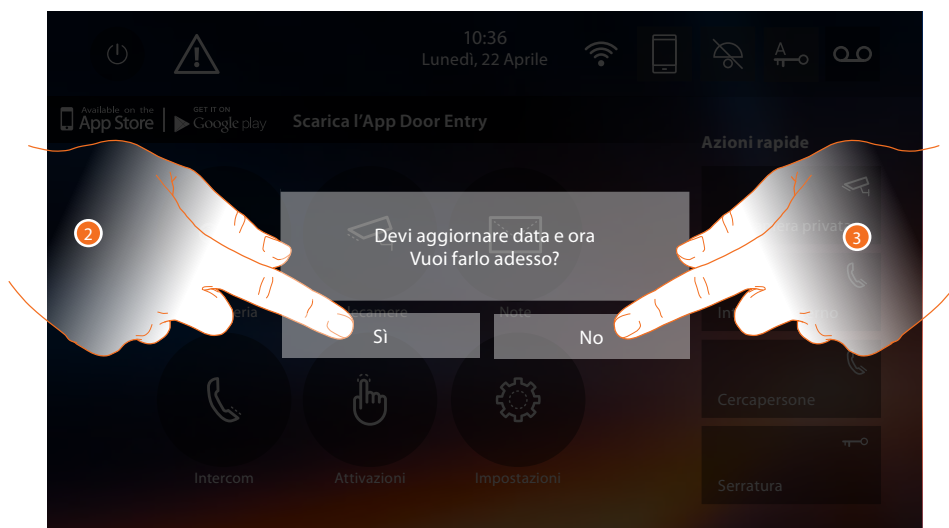 10:36
Lunedì, 22 Aprile
A
Available on the
App Store
GET IT ON
Google play
Scarica l'App Door Entry
Azioni rapide
Devi aggiornare data e ora
Vuoi farlo adesso?
2
3
Note
Sì
No
Cercapersone
Intercom
Attivazioni
Impostazioni
Serratura